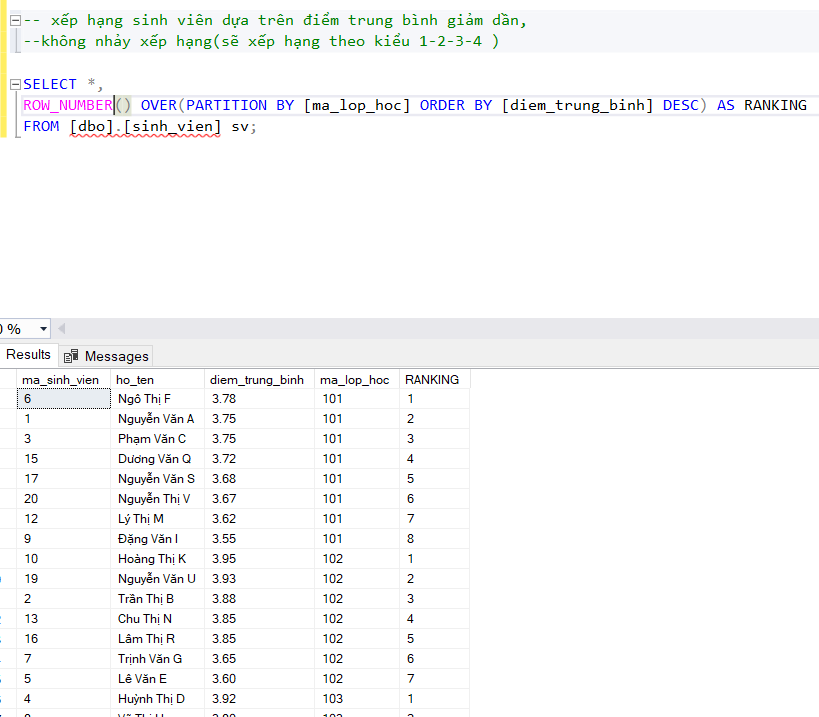 -- xếp hạng sinh viên dựa trên điểm trung bình giảm dần,
--không nhảy xếp hạng(sẽ xếp hạng theo kiểu 1-2-3-4 )
SELECT *,
ROW_NUMBER() OVER(PARTITION BY [ma_lop_hoc] ORDER BY [diem_trung_binh] DESC) AS RANKING
FROM [dbo].[sinh_vien] sv;
%
Results Messages
ma_sinh_vien ho_ten diem_trung_binh ma_lop_hoc RANKING
6 Ngô Thị F 3.78 101 1
1 Nguyễn Văn A 3.75 101 2
3 Phạm Văn C 3.75 101 3
15 Dương Văn Q 3.72 101 4
17 Nguyễn Văn S 3.68 101 5
20 Nguyễn Thị V 3.67 101 6
12 Lý Thị M 3.62 101 7
9 Đặng Văn I 3.55 101 8
10 Hoàng Thị K 3.95 102 1
19 Nguyễn Văn U 3.93 102 2
2 Trần Thị B 3.88 102 3
13 Chu Thị N 3.85 102 4
16 Lâm Thị R 3.85 102 5
7 Trịnh Văn G 3.65 102 6
5 Lê Văn E 3.60 102 7
4 Huỳnh Thị D 3.92 103 1